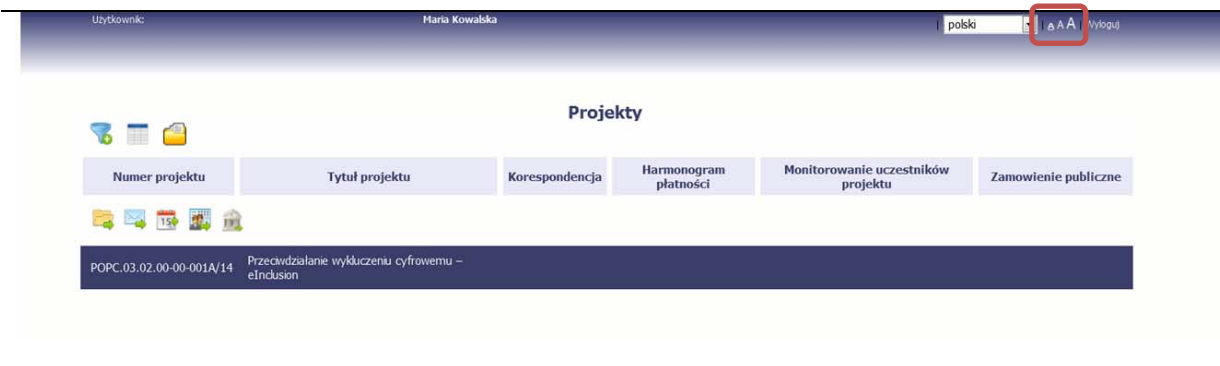 Użytkownik: Maria Kowalska | polski | A A A | Wyloguj
Projekty
Numer projektu Tytuł projektu Korespondencja Harmonogram płatności Monitorowanie uczestników projektu Zamowienie publiczne
15
POPC.03.02.00-00-001A/14 Przeciwdziałanie wykluczeniu cyfrowemu –
eInclusion